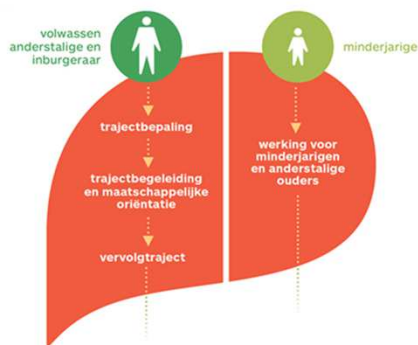 volwassen
anderstalige en
inburgeraar
minderjarige
trajectbepaling
trajectbegeleiding
en maatschappelijke
oriëntatie
vervolgtraject
werking voor
minderjarigen
en anderstalige
ouders